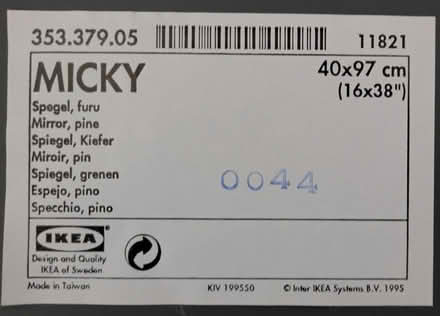 353.379.05 11821
MICKY 40x97 cm
(16x38")
Spegel, furu
Mirror, pine
Spiegel, Kiefer
Miroir, pin
Spiegel, grenen
Espejo, pino
Specchio, pino
0044
IKEA
Design and Quality
IKEA of Sweden
Made in Taiwan KIV 199550 © Inter IKEA Systems B.V. 1995